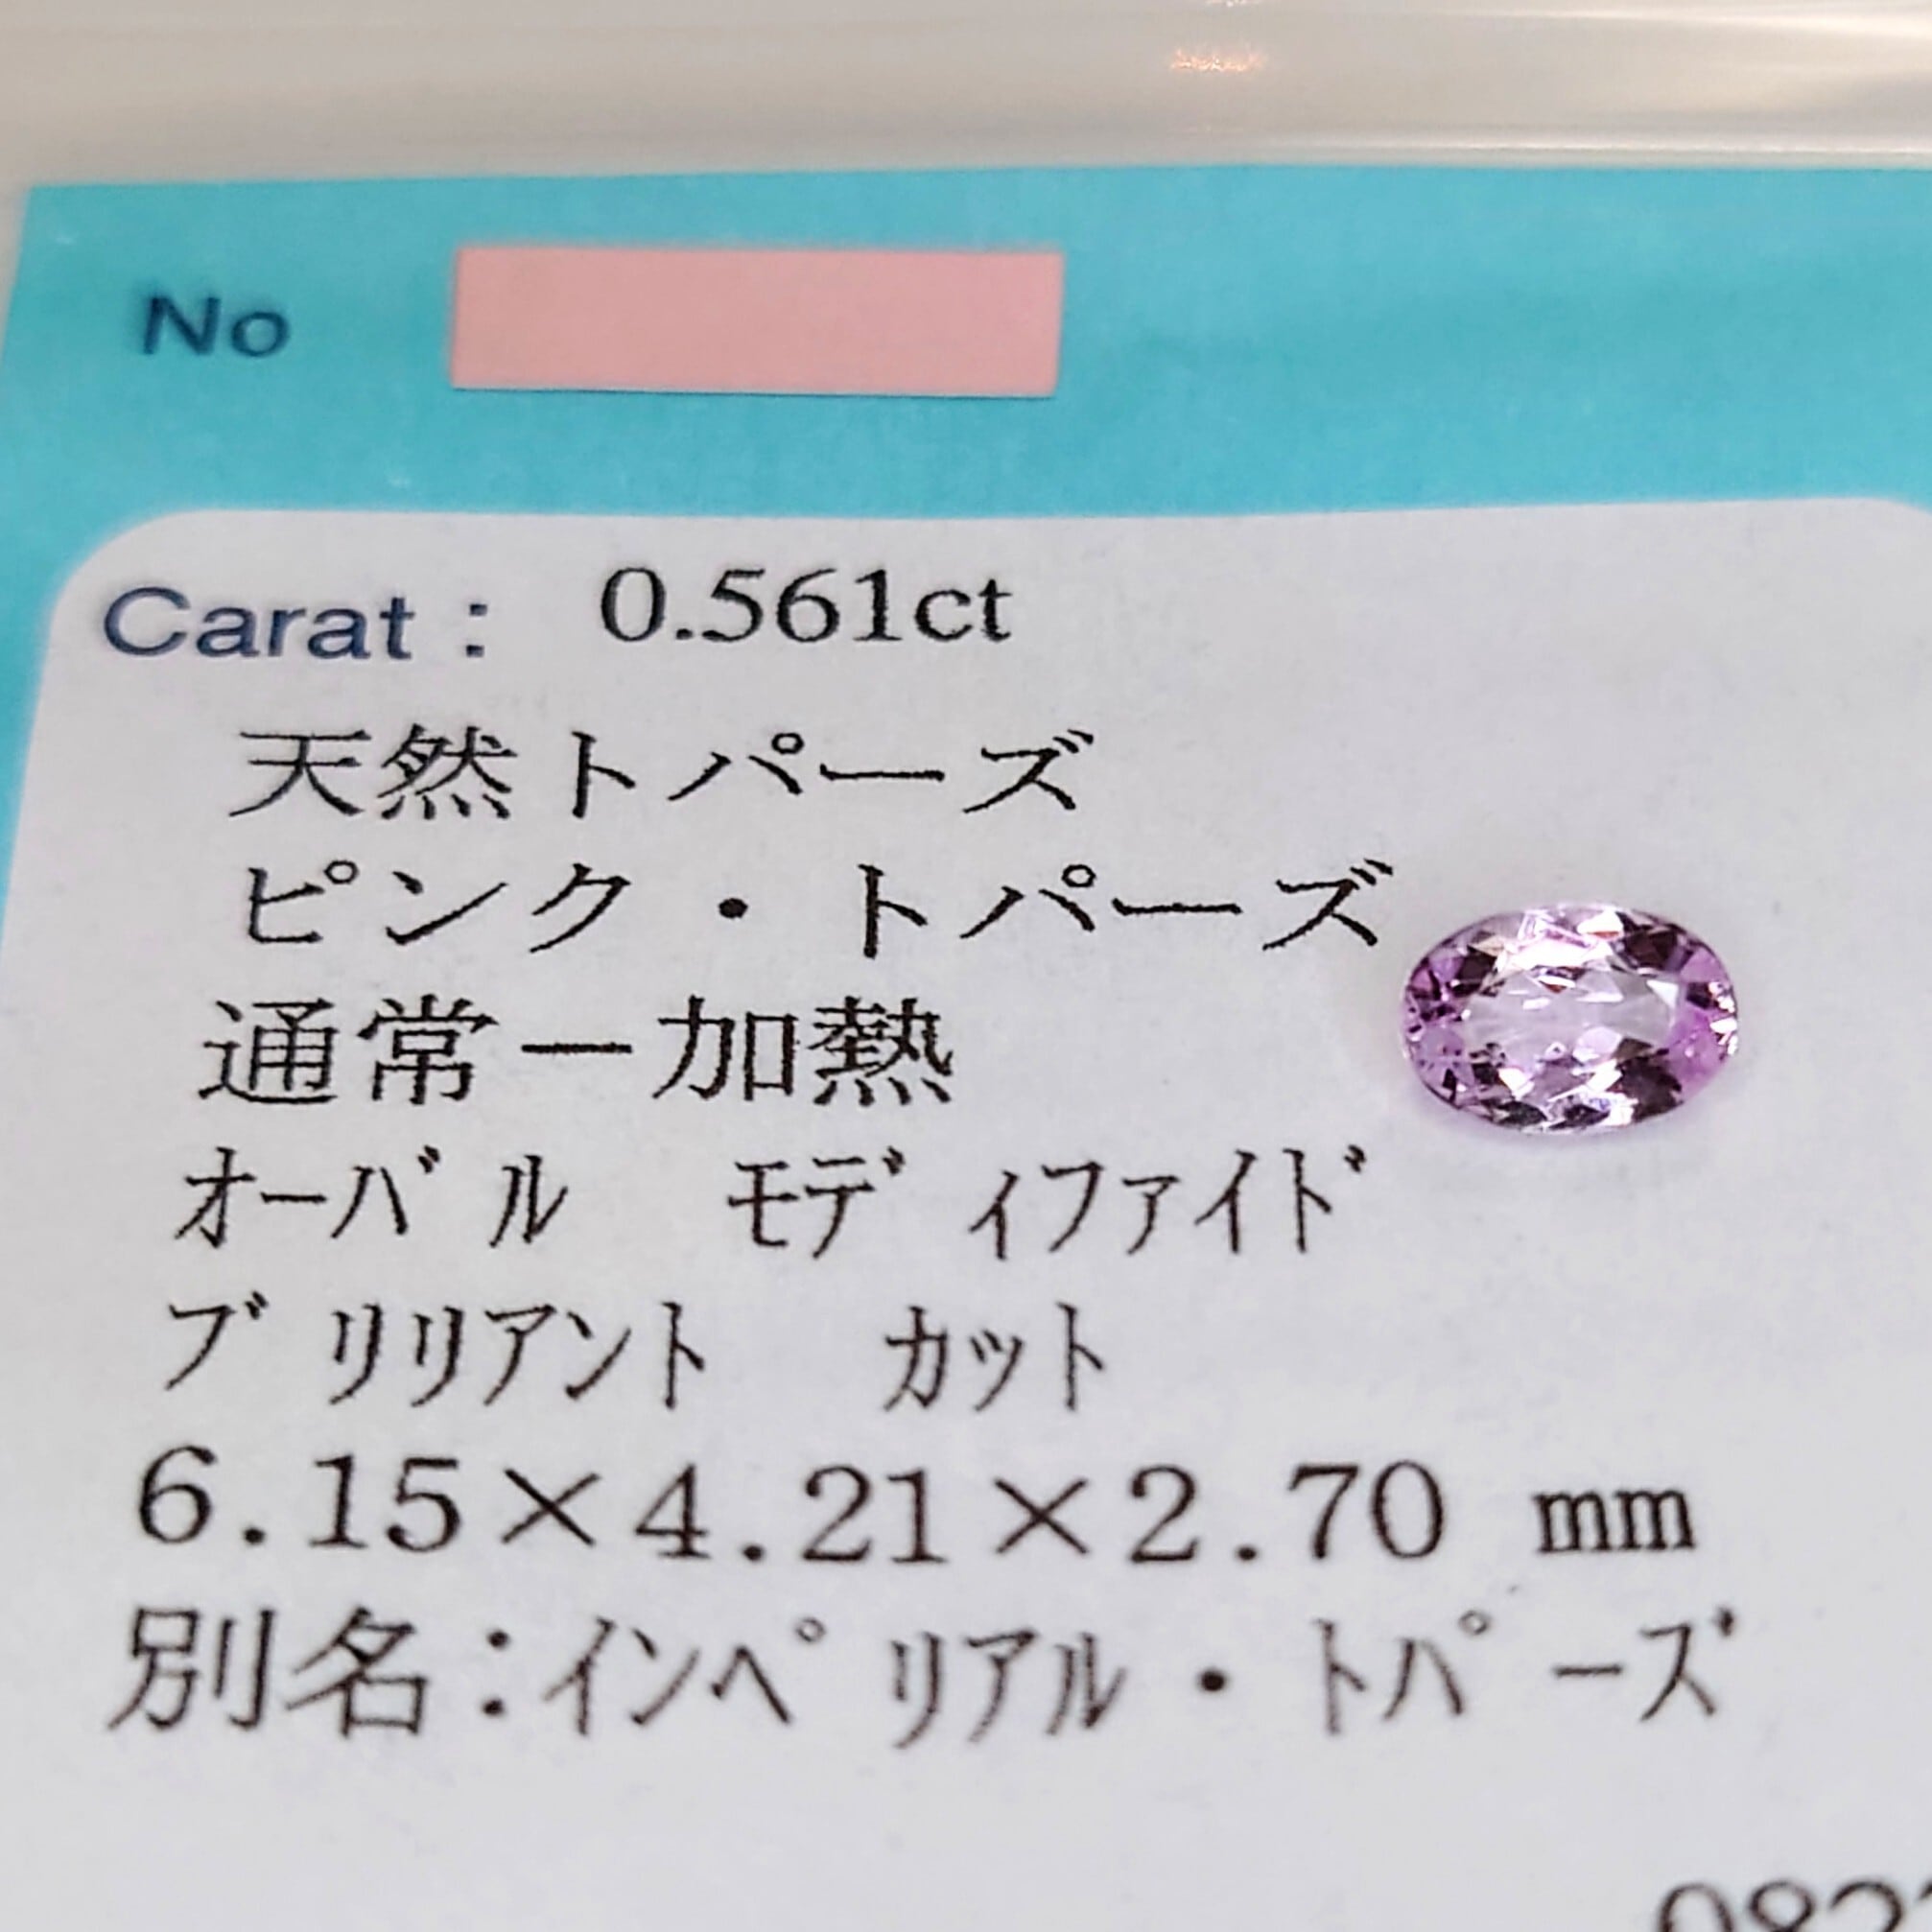 No
Carat : 0.561ct
天然トパーズ
ピンク・トパーズ
通常ー加熱
オーバル モディファイド
ブリリアント カット
6.15×4.21×2.70 mm
別名:インペリアル・トパーズ